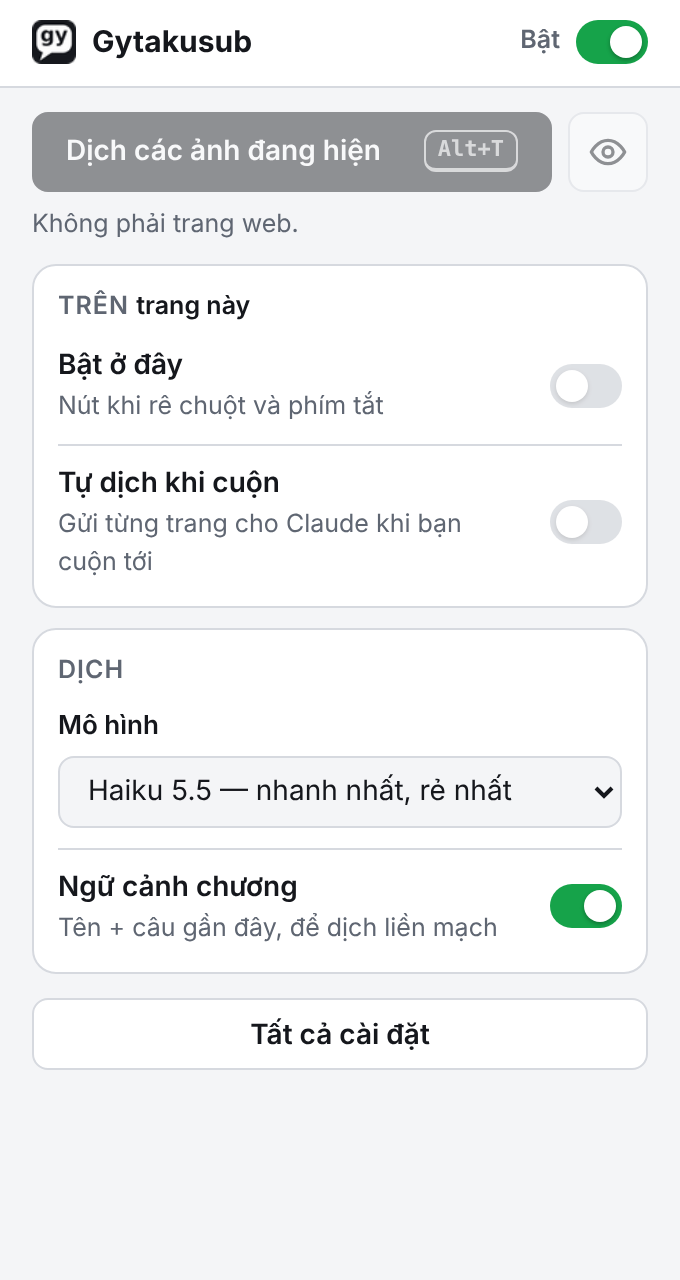 gy
Gytakusub
Bật
Dịch các ảnh đang hiện
Alt+T
Không phải trang web.
TRÊN trang này
Bật ở đây
Nút khi rê chuột và phím tắt
Tự dịch khi cuộn
Gửi từng trang cho Claude khi bạn
cuộn tới
DỊCH
Mô hình
Haiku 5.5 — nhanh nhất, rẻ nhất
Ngữ cảnh chương
Tên + câu gần đây, để dịch liền mạch
Tất cả cài đặt